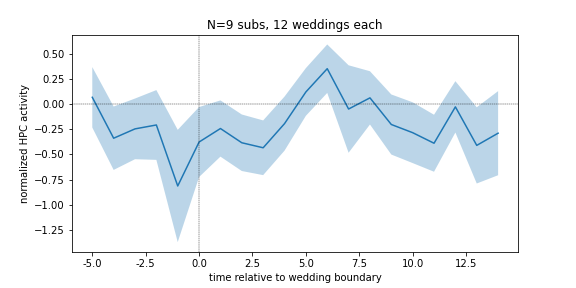 N=9 subs, 12 weddings each
normalized HPC activity
0.50
0.25
0.00
−0.25
−0.50
−0.75
−1.00
−1.25
-5.0 -2.5 0.0 2.5 5.0 7.5 10.0 12.5
time relative to wedding boundary